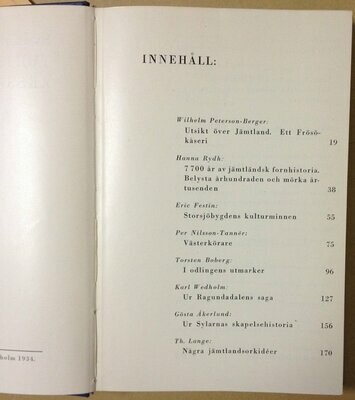 INNEHÅLL:
Wilhelm Peterson-Berger:
Utsikt över Jämtland. Ett Frösö-
kåseri 19
Hanna Rydh:
7 700 år av jämtländsk fornhistoria.
Belysta århundraden och mörka år-
tusenden 38
Eric Festin:
Storsjöbygdens kulturminnen 55
Per Nilsson-Tannér:
Västerkörare 75
Torsten Boberg:
I odlingens utmarker 96
Karl Wedholm:
Ur Ragundadalens saga 127
Gösta Åkerlund:
Ur Sylarnas skapelsehistoria 156
Th. Lange:
Några jämtlandsorkidéer 170
holm 1954.